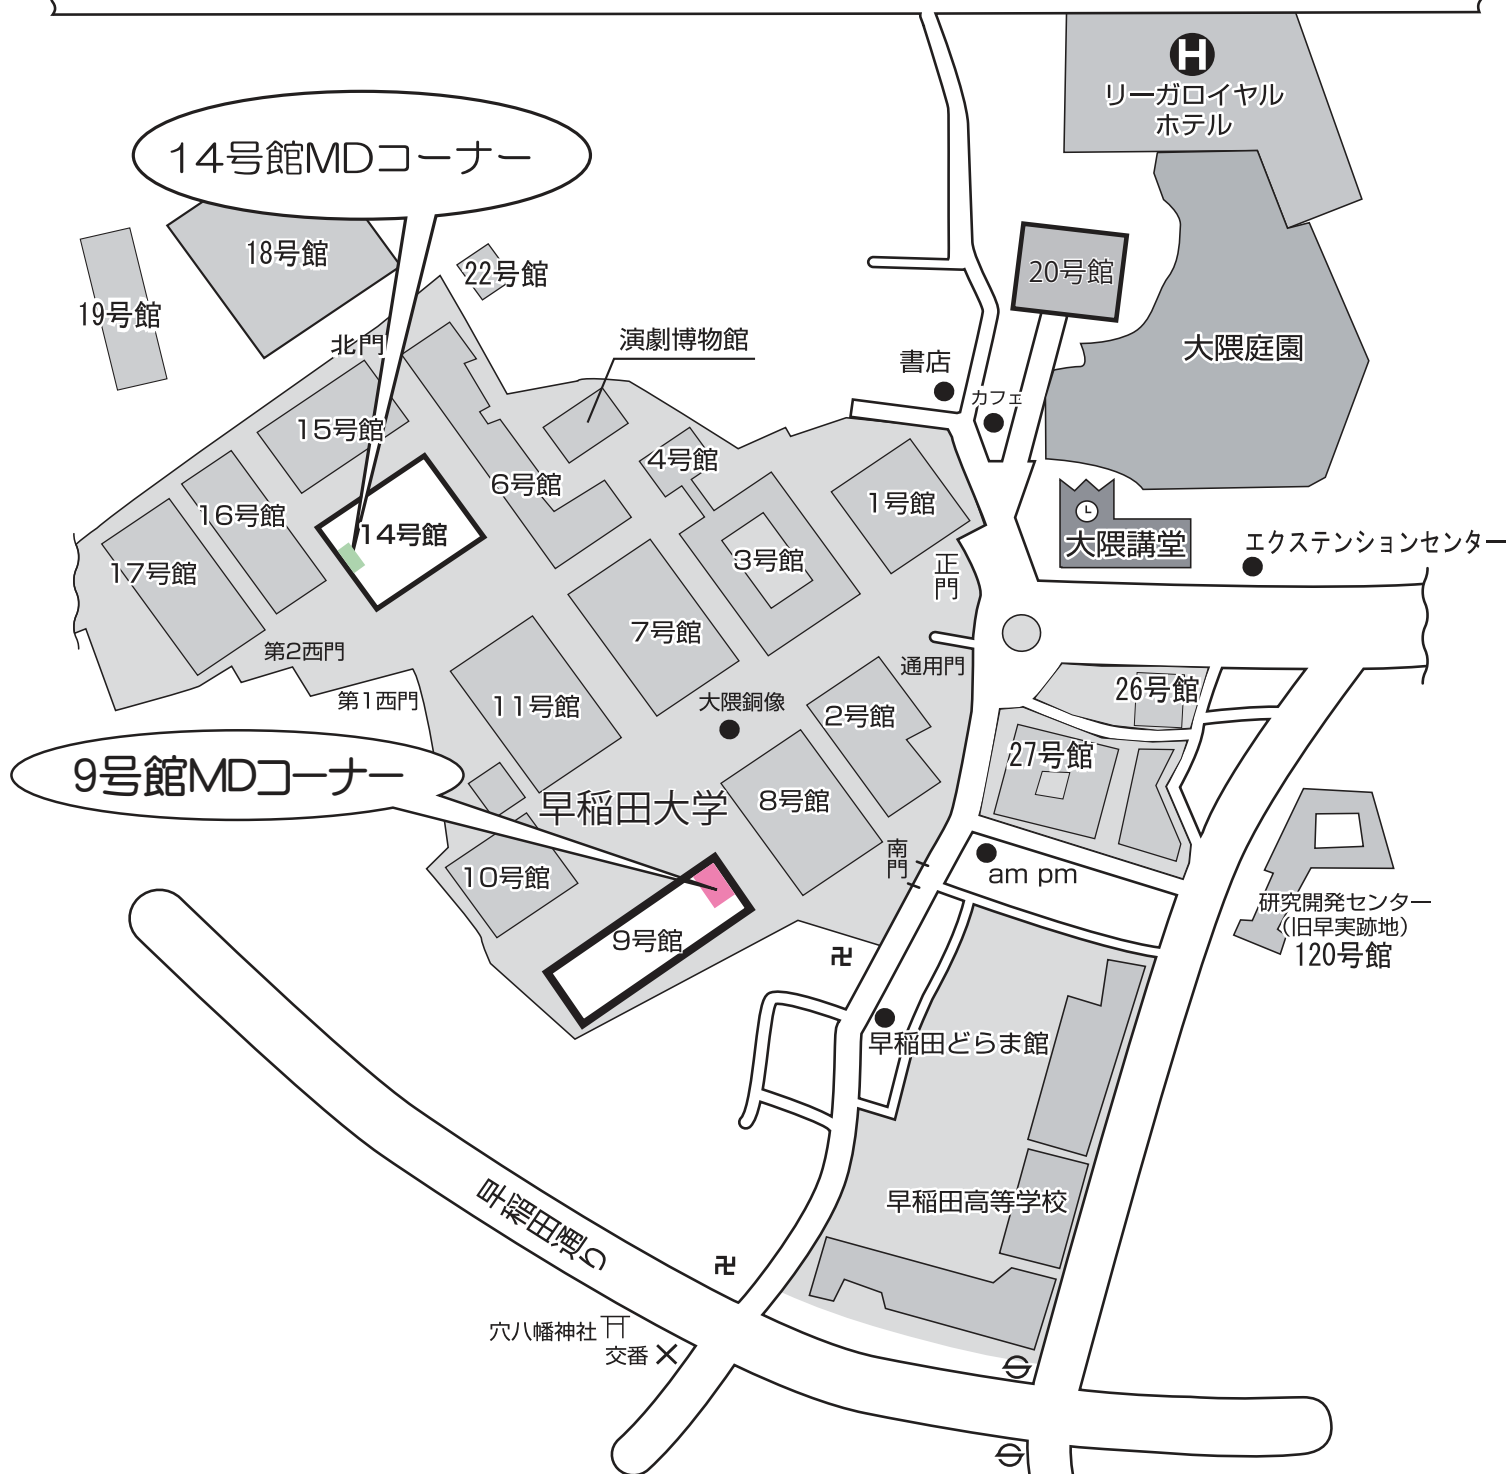 H
リーガロイヤル
ホテル
14号館MDコーナー
18号館
22号館
19号館
20号館
北門
演劇博物館
大隈庭園
書店
カフェ
15号館
4号館
6号館
1号館
16号館
14号館
大隈講堂
エクステンションセンター
17号館
3号館
正門
7号館
第2西門
通用門
第1西門
11号館
大隈銅像
2号館
26号館
27号館
9号館MDコーナー
早稲田大学
8号館
南門
am pm
10号館
研究開発センター
(旧早実跡地)
120号館
9号館
卍
早稲田どらま館
早稲田高等学校
早稲田通り
卍
穴八幡神社
交番